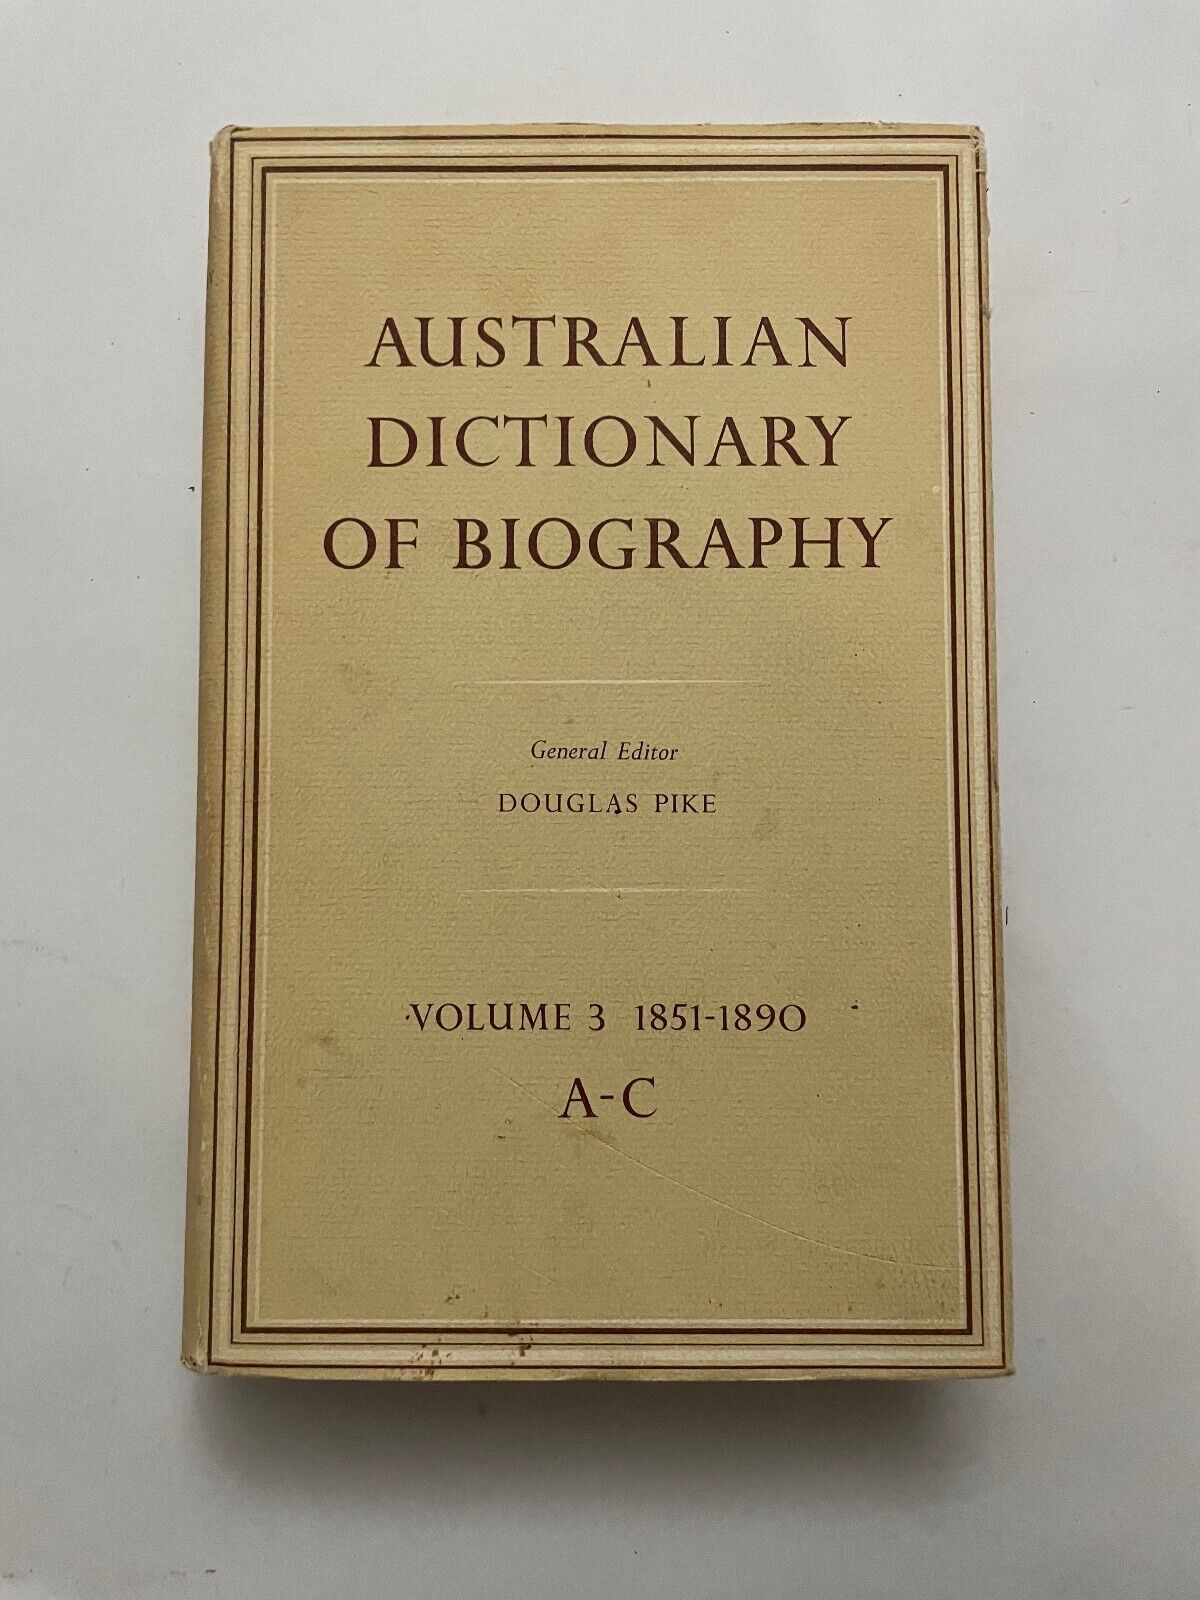 AUSTRALIAN
DICTIONARY
OF BIOGRAPHY
General Editor
DOUGLAS PIKE
VOLUME 3 1851-1890
A-C